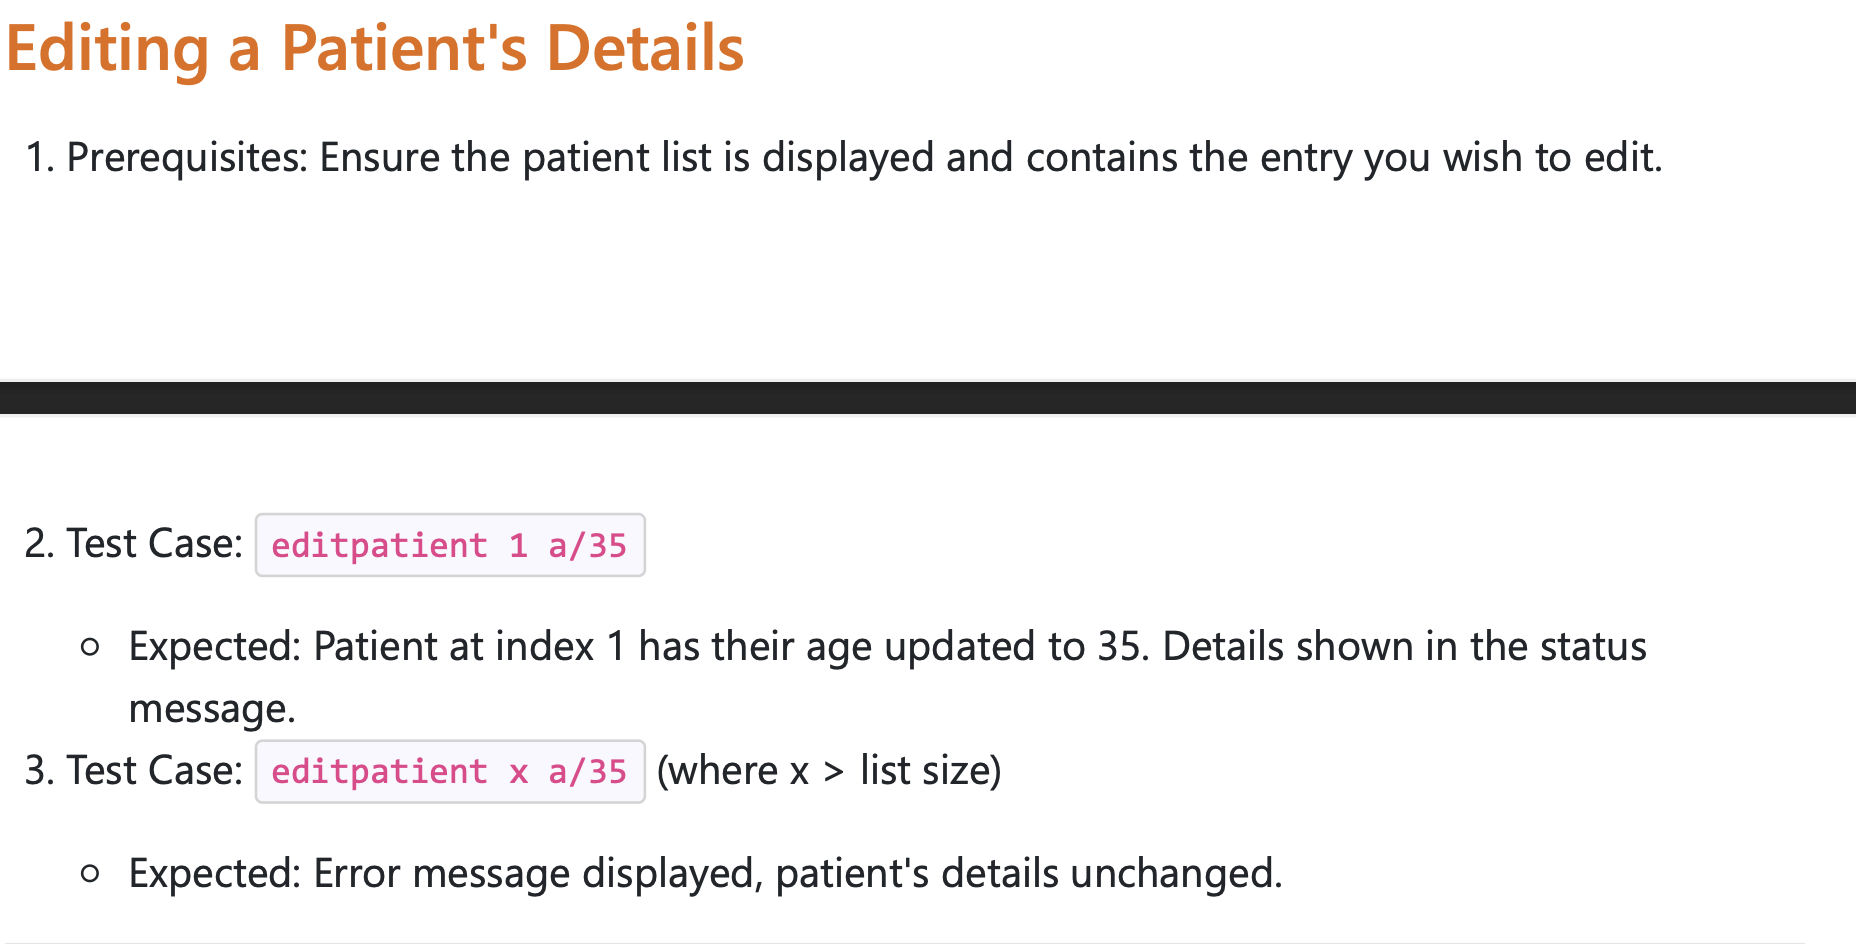 Editing a Patient's Details
1. Prerequisites: Ensure the patient list is displayed and contains the entry you wish to edit.
2. Test Case: editpatient 1 a/35
Expected: Patient at index 1 has their age updated to 35. Details shown in the status
message.
3. Test Case: editpatient x a/35 (where x > list size)
Expected: Error message displayed, patient's details unchanged.